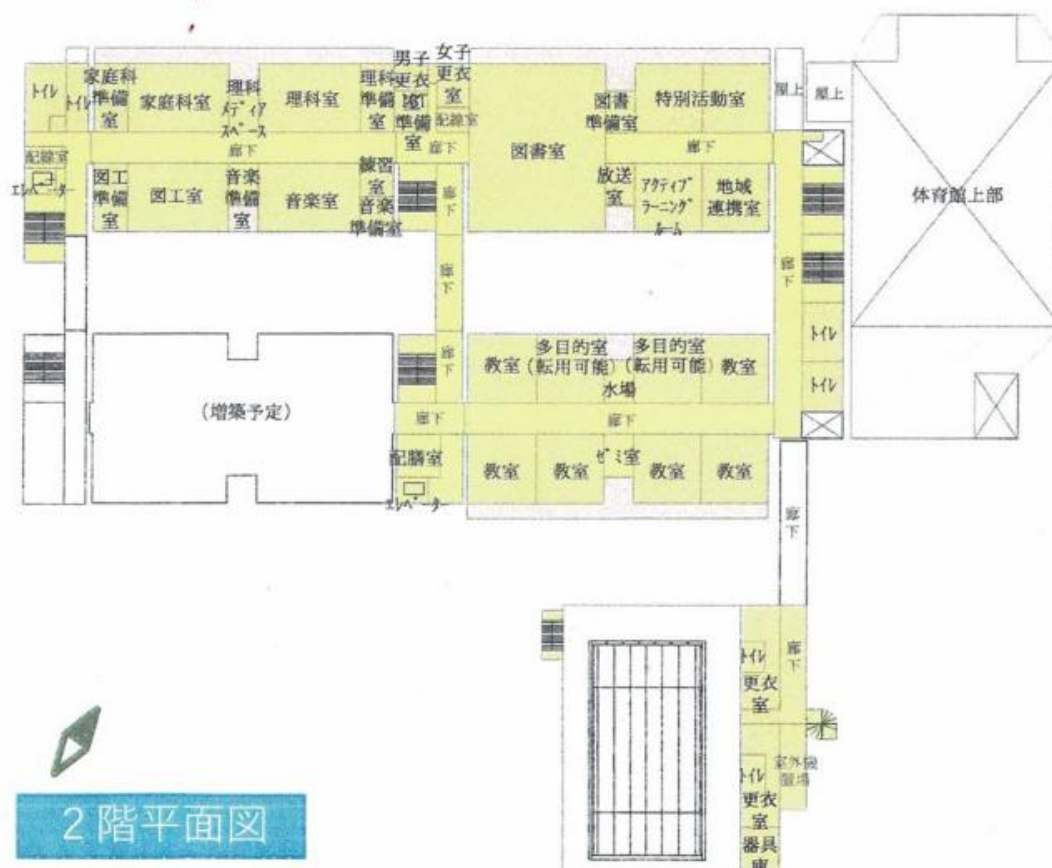 トイレ
トイレ
家庭科
準備
室
家庭科室
理科
メディア
スペース
理科室
理科
準備
室
男子
更衣
ICT
準備
室
女子
更衣
室
配線室
図書室
図書
準備室
特別活動室
屋上
屋上
配線室
エレベーター
廊下
廊下
廊下
図工
準備
室
図工室
音楽
準備
室
音楽室
練習
室
音楽
準備室
廊下
放送
室
アクティブ
ラーニング
ルーム
地域
連携室
体育館上部
廊下
廊下
トイレ
トイレ
(増築予定)
廊下
教室
多目的室
(転用可能)
多目的室
(転用可能)
教室
水場
廊下
廊下
配膳室
エレベーター
教室
教室
ゼミ室
教室
教室
廊下
廊下
トイレ
更衣
室
トイレ
更衣
室
室外機
置場
器具
庫
2階平面図